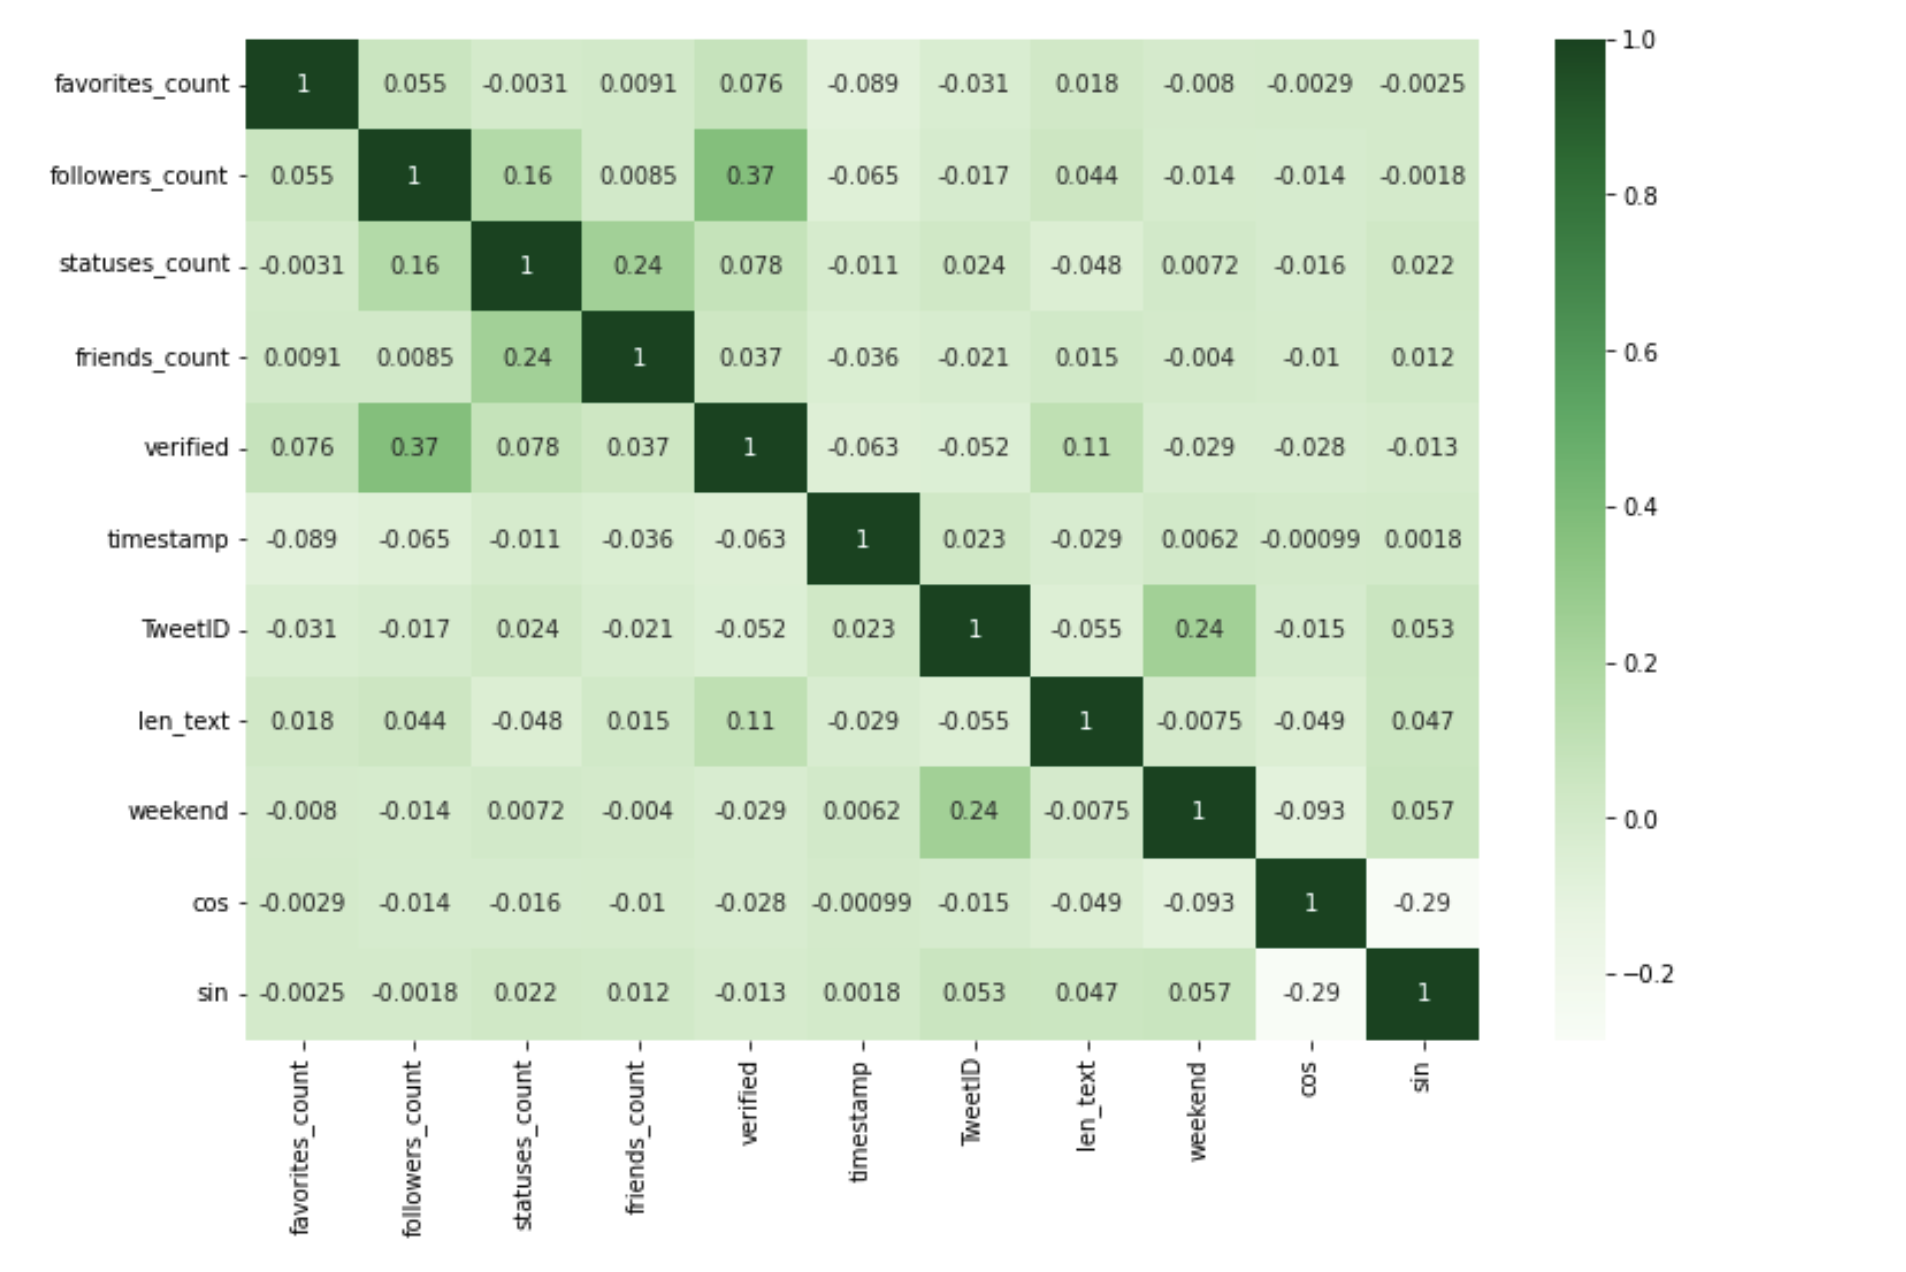 favorites_count 1 0.055 -0.0031 0.0091 0.076 -0.089 -0.031 0.018 -0.008 -0.0029 -0.0025
followers_count 0.055 1 0.16 0.0085 0.37 -0.065 -0.017 0.044 -0.014 -0.014 -0.0018
statuses_count -0.0031 0.16 1 0.24 0.078 -0.011 0.024 -0.048 0.0072 -0.016 0.022
friends_count 0.0091 0.0085 0.24 1 0.037 -0.036 -0.021 0.015 -0.004 -0.01 0.012
verified 0.076 0.37 0.078 0.037 1 -0.063 -0.052 0.11 -0.029 -0.028 -0.013
timestamp -0.089 -0.065 -0.011 -0.036 -0.063 1 0.023 -0.029 0.0062 -0.00099 0.0018
TweetID -0.031 -0.017 0.024 -0.021 -0.052 0.023 1 -0.055 0.24 -0.015 0.053
len_text 0.018 0.044 -0.048 0.015 0.11 -0.029 -0.055 1 -0.0075 -0.049 0.047
weekend -0.008 -0.014 0.0072 -0.004 -0.029 0.0062 0.24 -0.0075 1 -0.093 0.057
cos -0.0029 -0.014 -0.016 -0.01 -0.028 -0.00099 -0.015 -0.049 -0.093 1 -0.29
sin -0.0025 -0.0018 0.022 0.012 -0.013 0.0018 0.053 0.047 0.057 -0.29 1
favorites_count
followers_count
statuses_count
friends_count
verified
timestamp
TweetID
len_text
weekend
cos
sin
1.0
0.8
0.6
0.4
0.2
0.0
−0.2